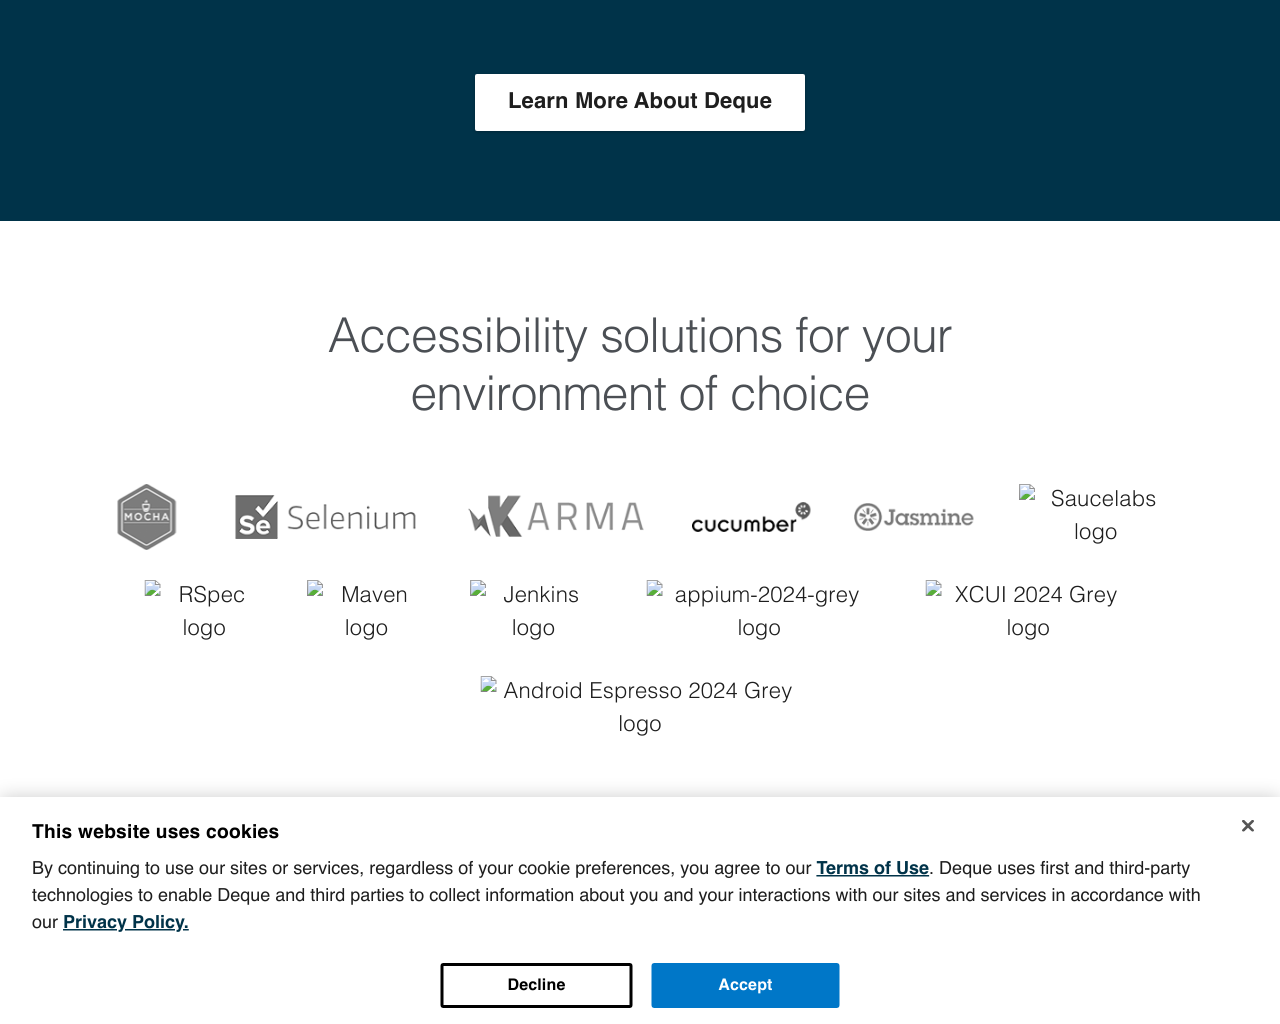 Learn More About Deque
Accessibility solutions for your
environment of choice
MOCHA
Se Selenium
KARMA
cucumber
Jasmine
Saucelabs
logo
RSpec
logo
Maven
logo
Jenkins
logo
appium-2024-grey
logo
XCUI 2024 Grey
logo
Android Espresso 2024 Grey
logo
This website uses cookies
By continuing to use our sites or services, regardless of your cookie preferences, you agree to our Terms of Use. Deque uses first and third-party
technologies to enable Deque and third parties to collect information about you and your interactions with our sites and services in accordance with
our Privacy Policy.
Decline
Accept